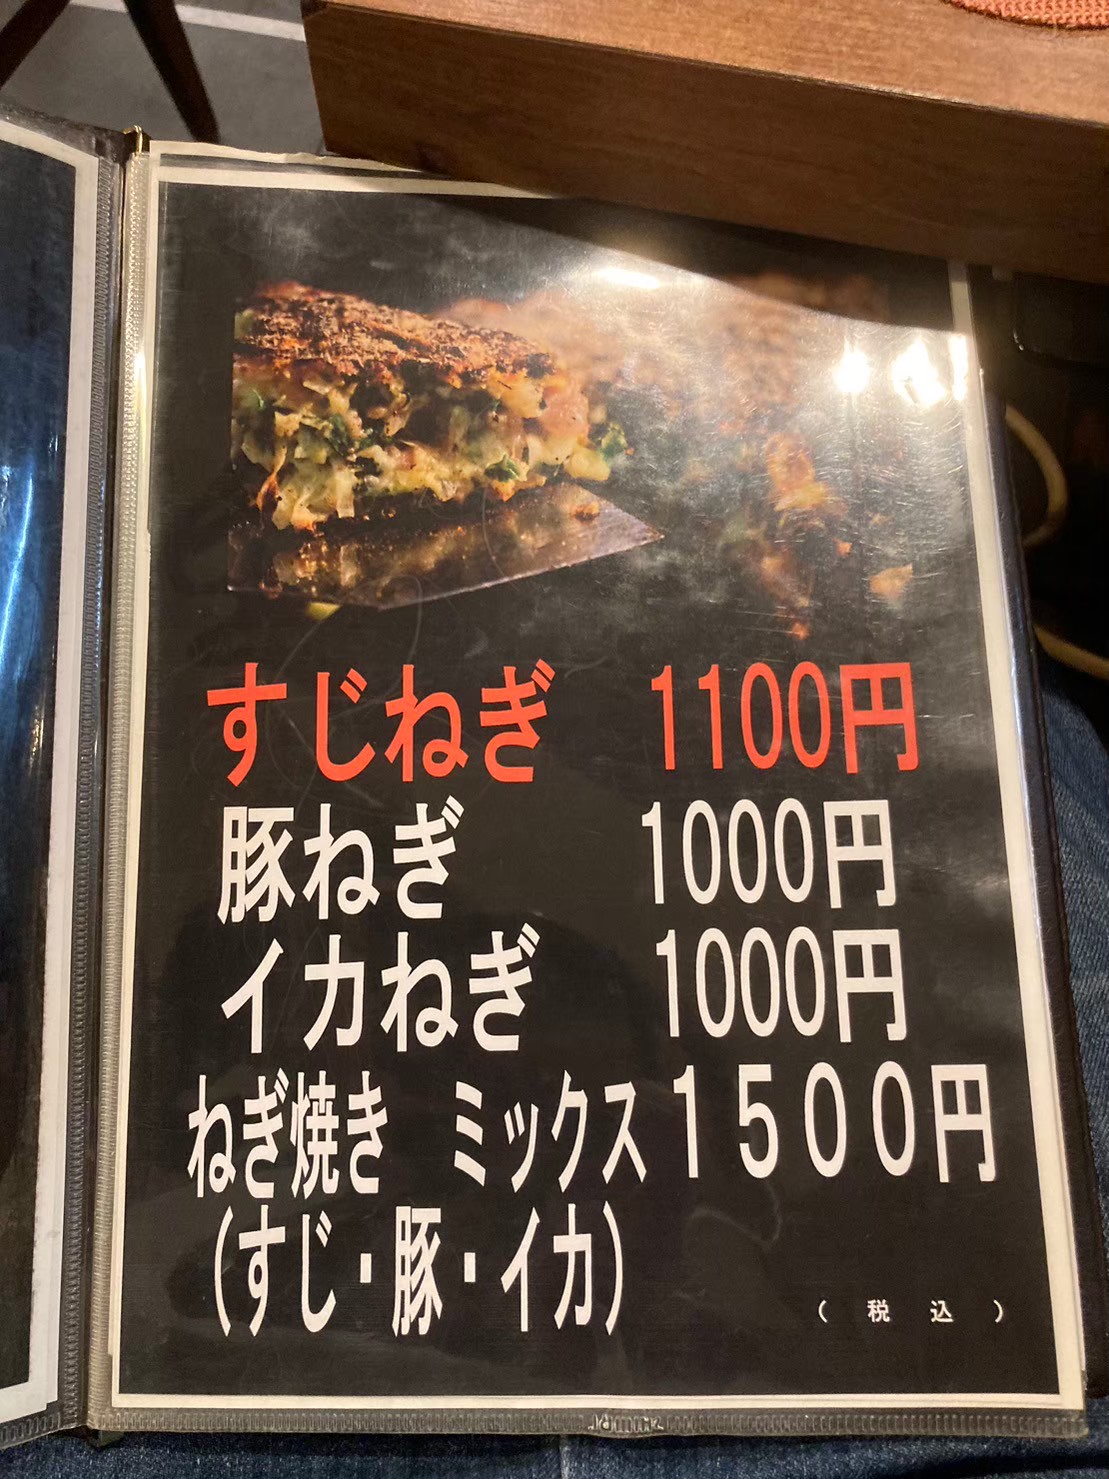 すじねぎ 1100円
豚ねぎ 1000円
イカねぎ 1000円
ねぎ焼き ミックス1500円
(すじ・豚・イカ)
(税込)